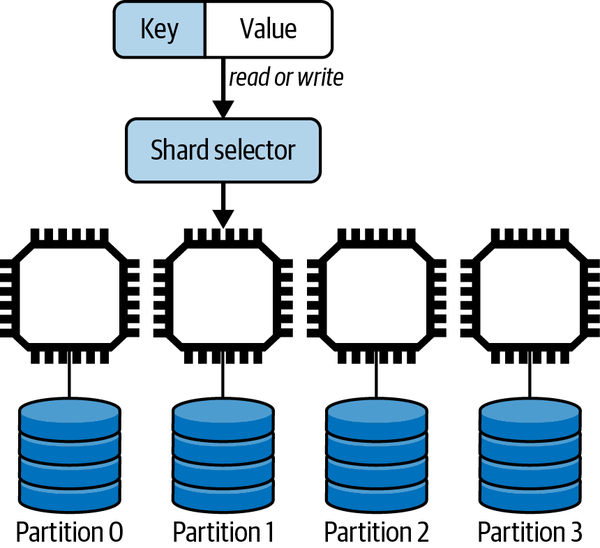 Key Value
read or write
Shard selector
Partition 0 Partition 1 Partition 2 Partition 3